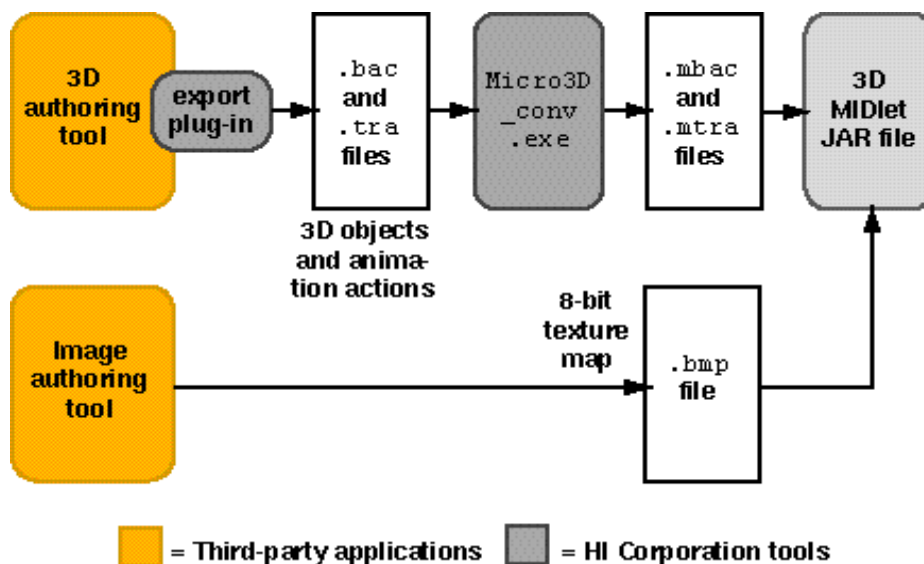 3D
authoring
tool
export
plug-in
.bac
and
.tra
files
Micro3D
_conv
.exe
.mbac
and
.mtra
files
3D
MIDlet
JAR file
3D objects
and anima-
tion actions
Image
authoring
tool
8-bit
texture
map
.bmp
file
= Third-party applications
= HI Corporation tools